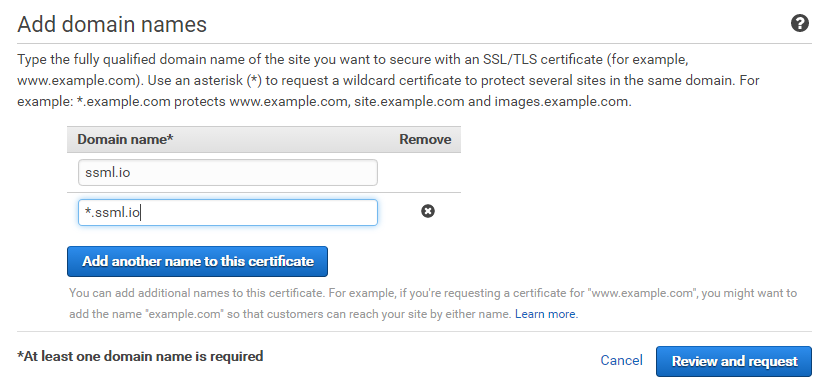 Add domain names
?
Type the fully qualified domain name of the site you want to secure with an SSL/TLS certificate (for example,
www.example.com). Use an asterisk (*) to request a wildcard certificate to protect several sites in the same domain. For
example: *.example.com protects www.example.com, site.example.com and images.example.com.
Domain name* Remove
ssml.io
*.ssml.io
Add another name to this certificate
You can add additional names to this certificate. For example, if you're requesting a certificate for "www.example.com", you might want to
add the name "example.com" so that customers can reach your site by either name. Learn more.
*At least one domain name is required
Cancel Review and request